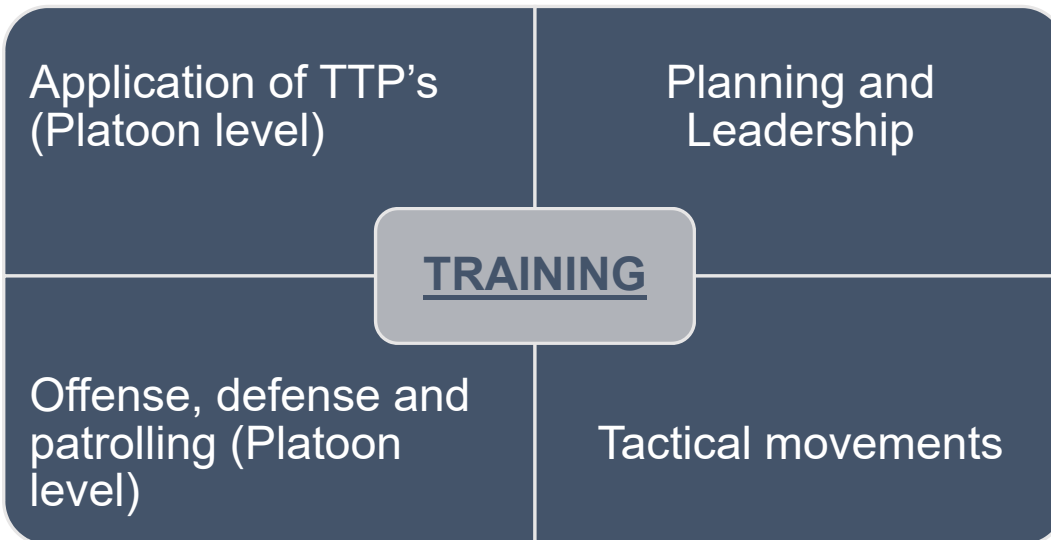 Application of TTP’s
(Platoon level)
Planning and
Leadership
TRAINING
Offense, defense and
patrolling (Platoon
level)
Tactical movements